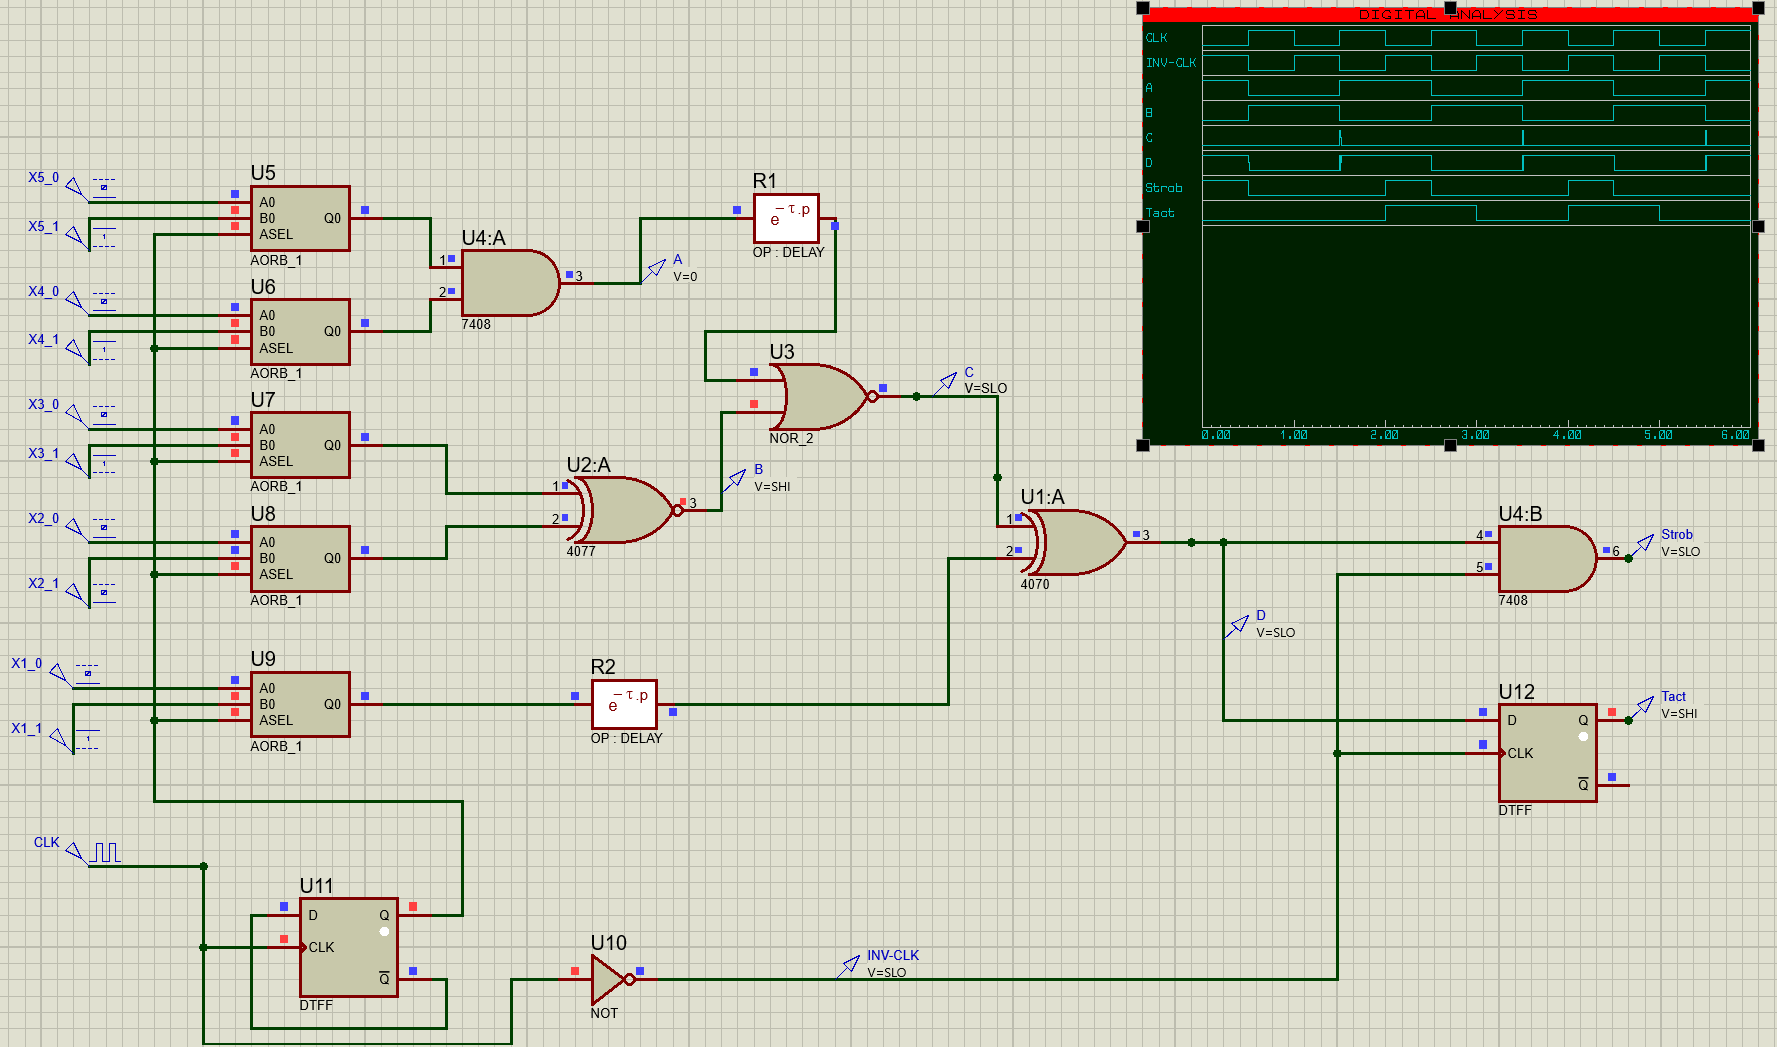 DIGITAL ANALYSIS
CLK
INV-CLK
A
B
C
D
Strob
Tact
0.00 1.00 2.00 3.00 4.00 5.00 6.00
X5_0
X5_1
U5
A0
B0
ASEL
Q0
AORB_1
X4_0
X4_1
U6
A0
B0
ASEL
Q0
AORB_1
X3_0
X3_1
U7
A0
B0
ASEL
Q0
AORB_1
X2_0
X2_1
U8
A0
B0
ASEL
Q0
AORB_1
X1_0
X1_1
U9
A0
B0
ASEL
Q0
AORB_1
U4:A
1
2
3
7408
A
V=0
R1
e −τ.p
OP : DELAY
U3
NOR_2
C
V=SLO
U2:A
1
2
3
4077
B
V=SHI
R2
e −τ.p
OP : DELAY
U1:A
1
2
3
4070
D
V=SLO
U4:B
4
5
6
7408
Strob
V=SLO
U12
D
Q
CLK
Q
DTFF
Tact
V=SHI
CLK
U11
D
Q
CLK
Q
DTFF
U10
NOT
INV-CLK
V=SLO